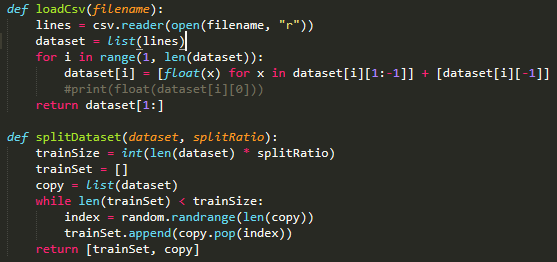 def loadCsv(filename):
    lines = csv.reader(open(filename, "r"))
    dataset = list(lines)
    for i in range(1, len(dataset)):
        dataset[i] = [float(x) for x in dataset[i][1:-1]] + [dataset[i][-1]]
        #print(float(dataset[i][0]))
    return dataset[1:]

def splitDataset(dataset, splitRatio):
    trainSize = int(len(dataset) * splitRatio)
    trainSet = []
    copy = list(dataset)
    while len(trainSet) < trainSize:
        index = random.randrange(len(copy))
        trainSet.append(copy.pop(index))
    return [trainSet, copy]